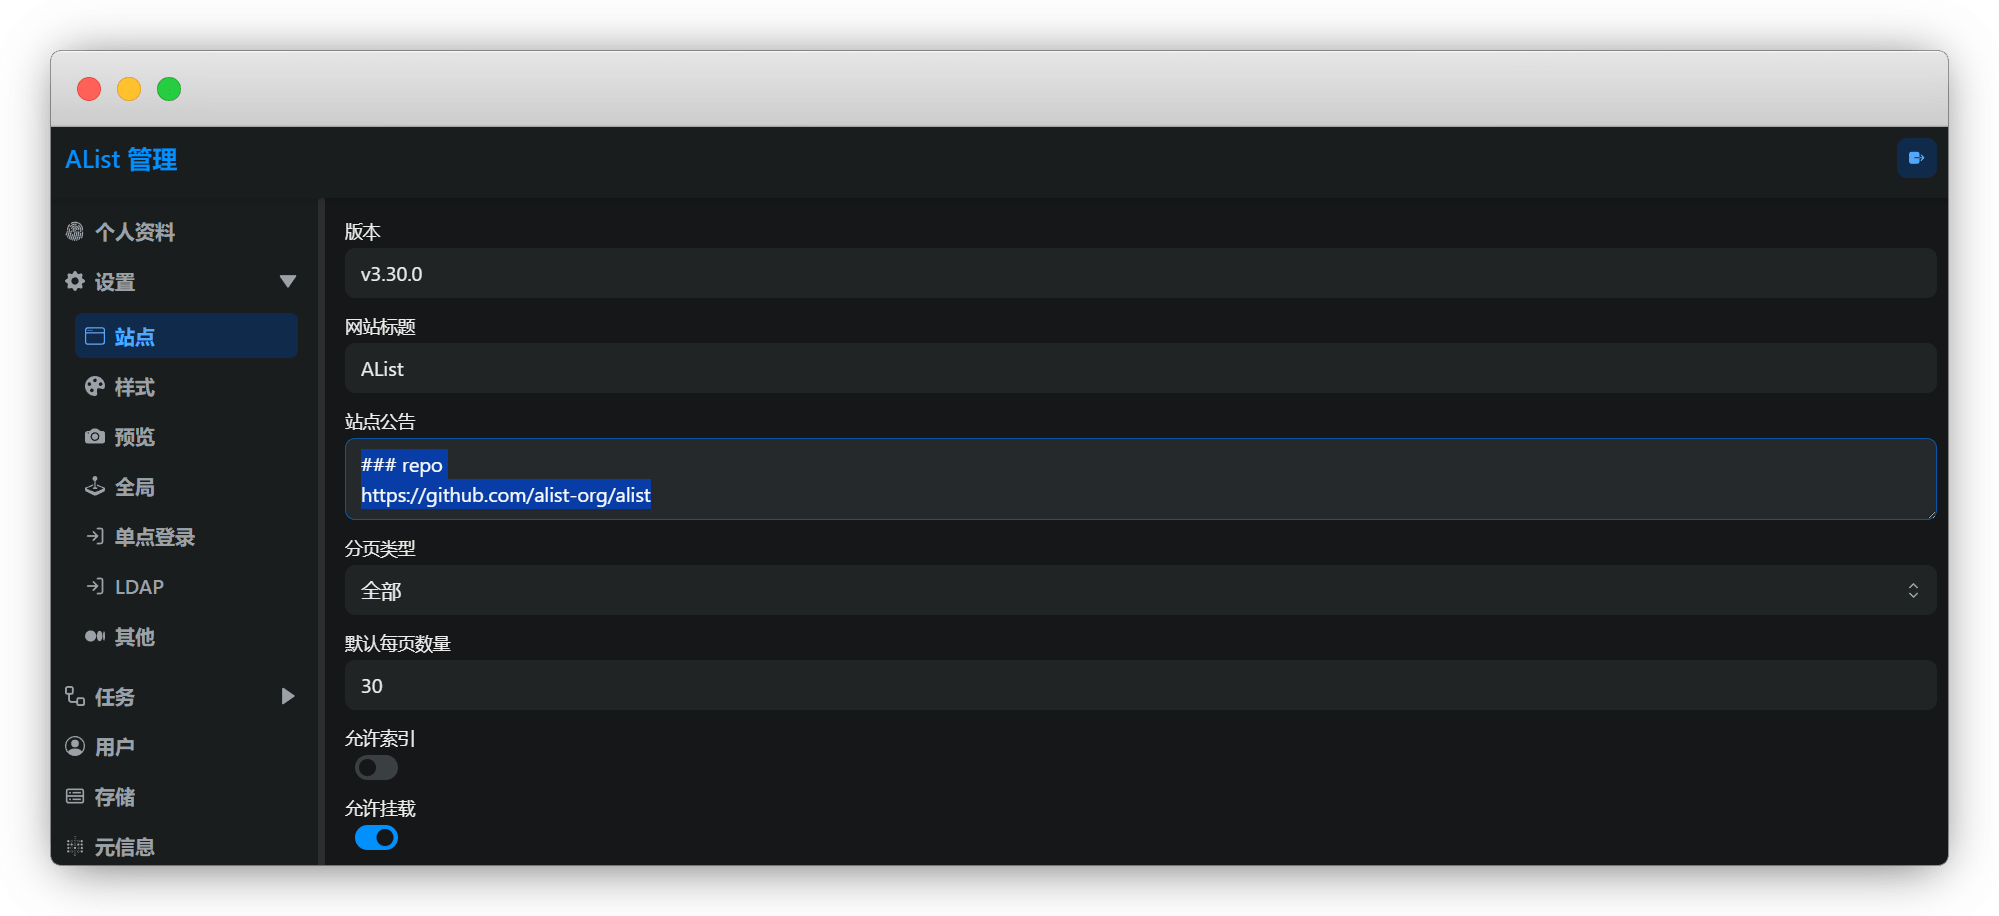 AList 管理
个人资料
设置
站点
样式
预览
全局
单点登录
LDAP
其他
任务
用户
存储
元信息
版本
v3.30.0
网站标题
AList
站点公告
### repo
https://github.com/alist-org/alist
分页类型
全部
默认每页数量
30
允许索引
允许挂载